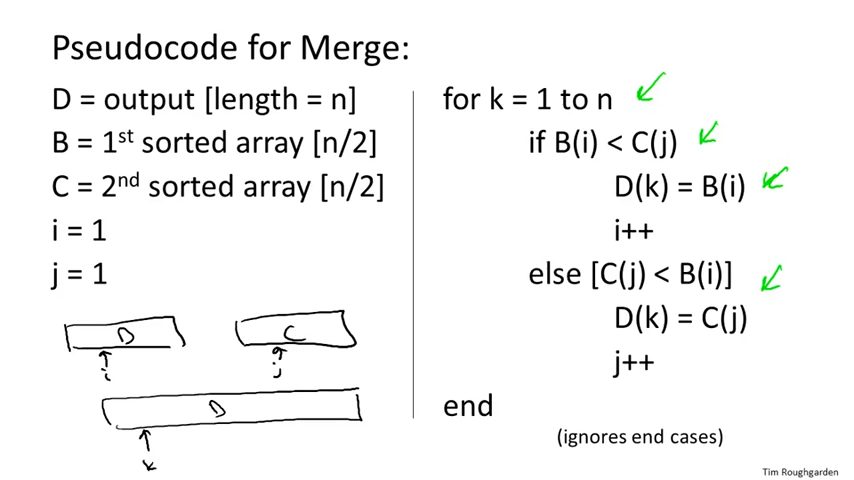 Pseudocode for Merge:
D = output [length = n]
B = 1st sorted array [n/2]
C = 2nd sorted array [n/2]
i = 1
j = 1
for k = 1 to n
if B(i) < C(j)
D(k) = B(i)
i++
else [C(j) < B(i)]
D(k) = C(j)
j++
end
(ignores end cases)
B
C
i
j
D
k
Tim Roughgarden